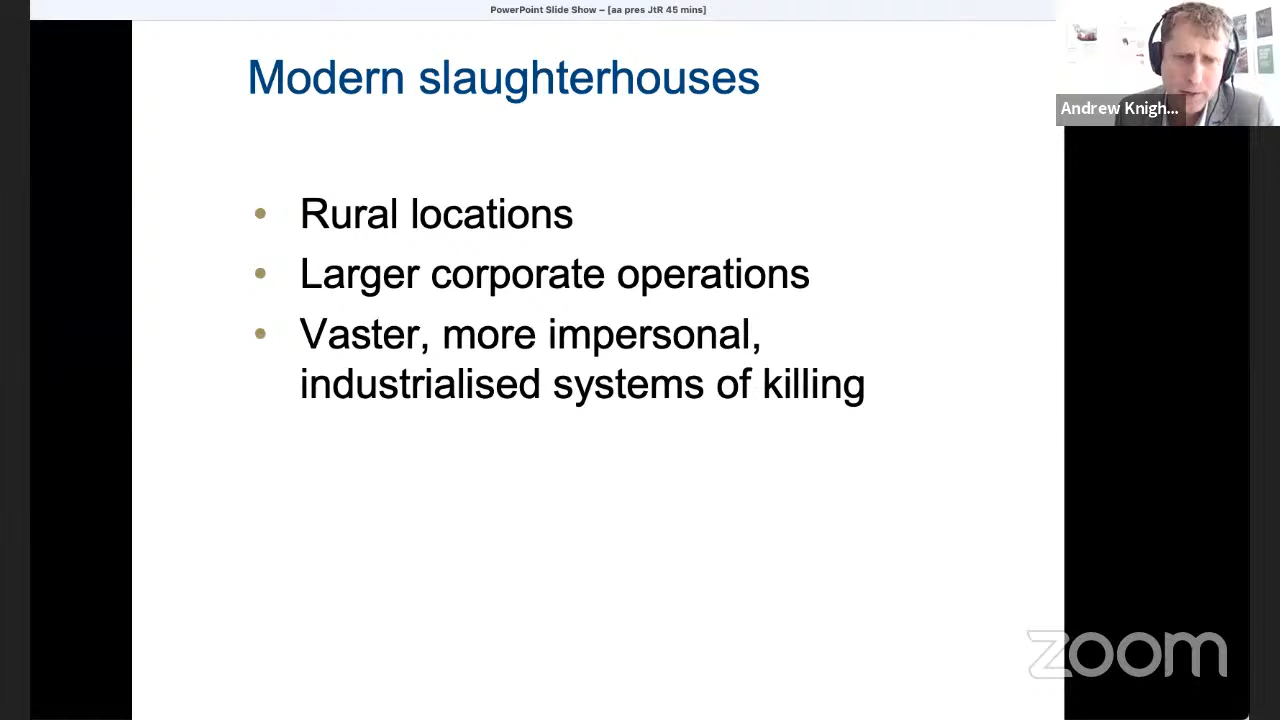 PowerPoint Slide Show – [aa pres JtR 45 mins]
Modern slaughterhouses
Andrew Knigh...
• Rural locations
• Larger corporate operations
• Vaster, more impersonal,
industrialised systems of killing
zoom